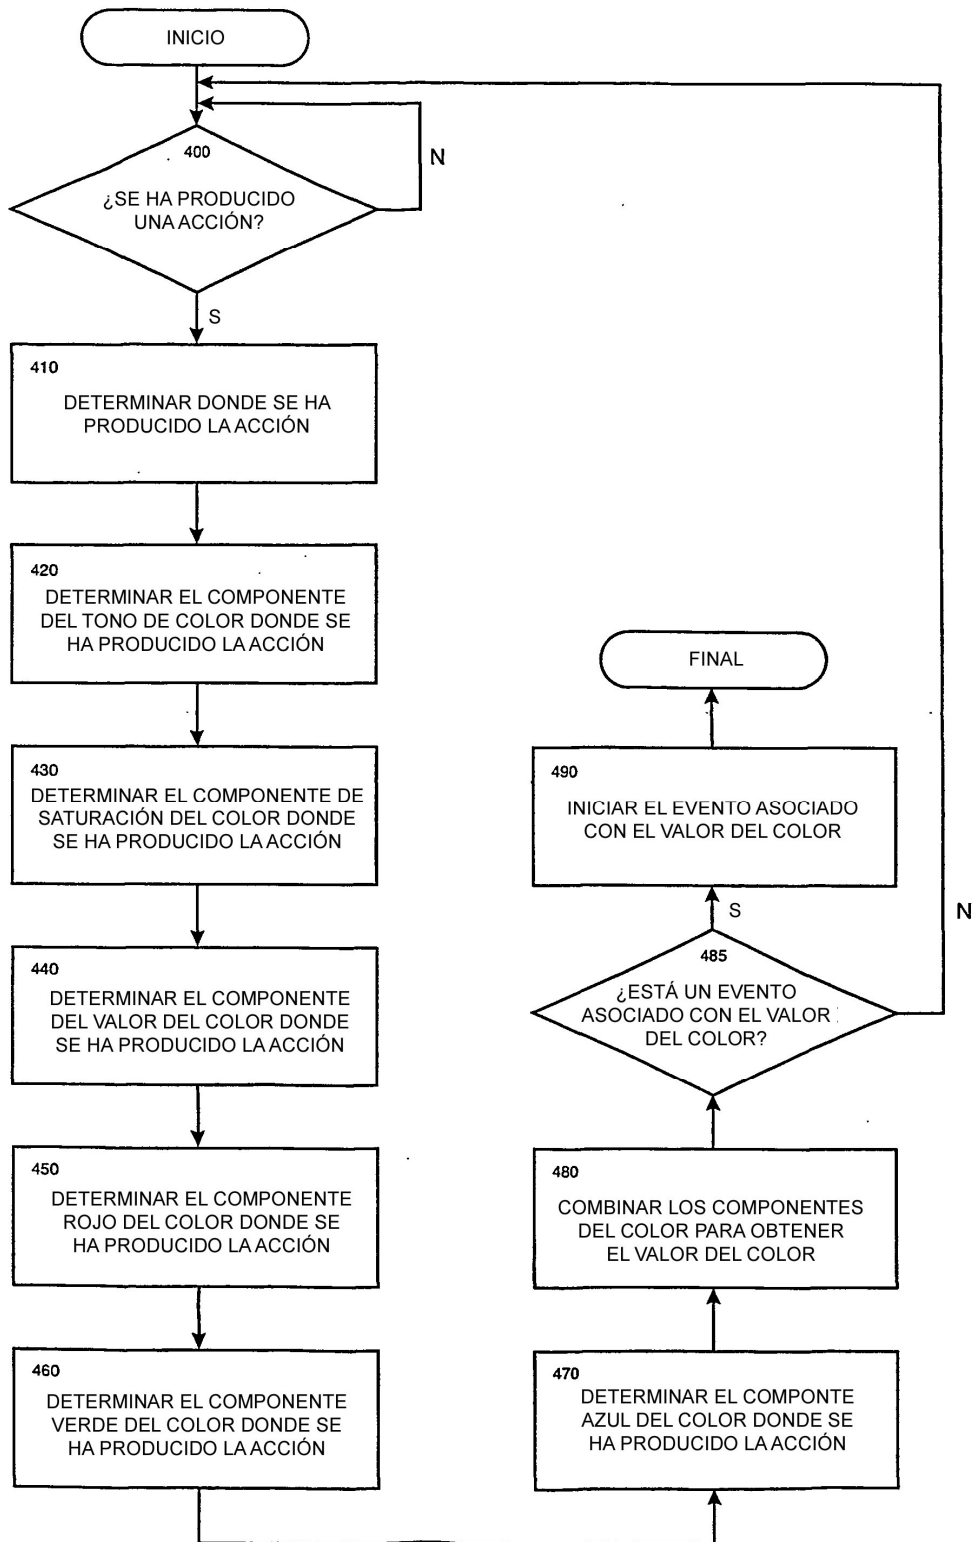 INICIO
400
N
¿SE HA PRODUCIDO
UNA ACCIÓN?
S
410
DETERMINAR DONDE SE HA
PRODUCIDO LA ACCIÓN
420
DETERMINAR EL COMPONENTE
DEL TONO DE COLOR DONDE SE
HA PRODUCIDO LA ACCIÓN
430
DETERMINAR EL COMPONENTE DE
SATURACIÓN DEL COLOR DONDE
SE HA PRODUCIDO LA ACCIÓN
440
DETERMINAR EL COMPONENTE
DEL VALOR DEL COLOR DONDE
SE HA PRODUCIDO LA ACCIÓN
450
DETERMINAR EL COMPONENTE
ROJO DEL COLOR DONDE SE
HA PRODUCIDO LA ACCIÓN
460
DETERMINAR EL COMPONENTE
VERDE DEL COLOR DONDE SE
HA PRODUCIDO LA ACCIÓN
470
DETERMINAR EL COMPONTE
AZUL DEL COLOR DONDE SE
HA PRODUCIDO LA ACCIÓN
480
COMBINAR LOS COMPONENTES
DEL COLOR PARA OBTENER
EL VALOR DEL COLOR
485
¿ESTÁ UN EVENTO
ASOCIADO CON EL VALOR
DEL COLOR?
N
S
490
INICIAR EL EVENTO ASOCIADO
CON EL VALOR DEL COLOR
FINAL